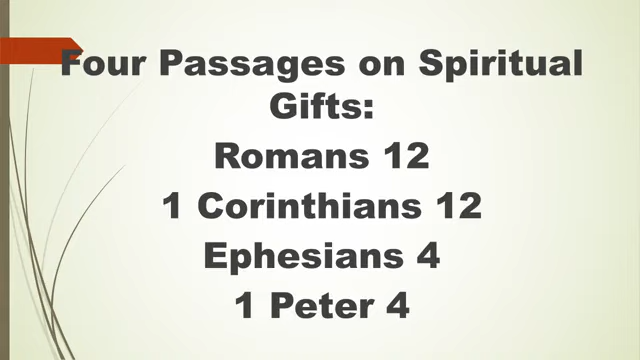 Four Passages on Spiritual
Gifts:
Romans 12
1 Corinthians 12
Ephesians 4
1 Peter 4